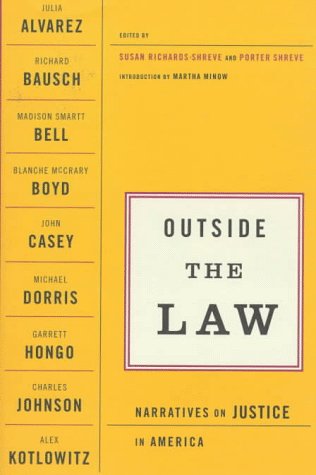 JULIA
ALVAREZ
RICHARD
BAUSCH
MADISON SMARTT
BELL
BLANCHE McCRARY
BOYD
JOHN
CASEY
MICHAEL
DORRIS
GARRETT
HONGO
CHARLES
JOHNSON
ALEX
KOTLOWITZ
EDITED BY
SUSAN RICHARDS SHREVE AND PORTER SHREVE
INTRODUCTION BY MARTHA MINOW
OUTSIDE
THE
LAW
NARRATIVES ON JUSTICE
IN AMERICA